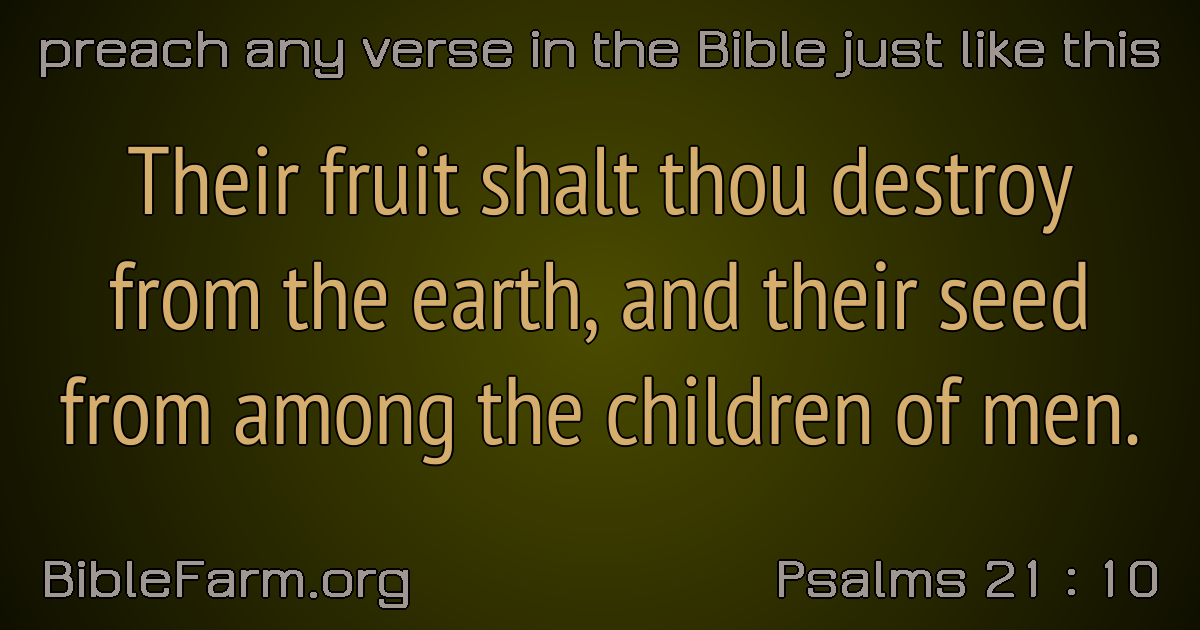 preach any verse in the Bible just like this
Their fruit shalt thou destroy
from the earth, and their seed
from among the children of men.
BibleFarm.org
Psalms 21 : 10